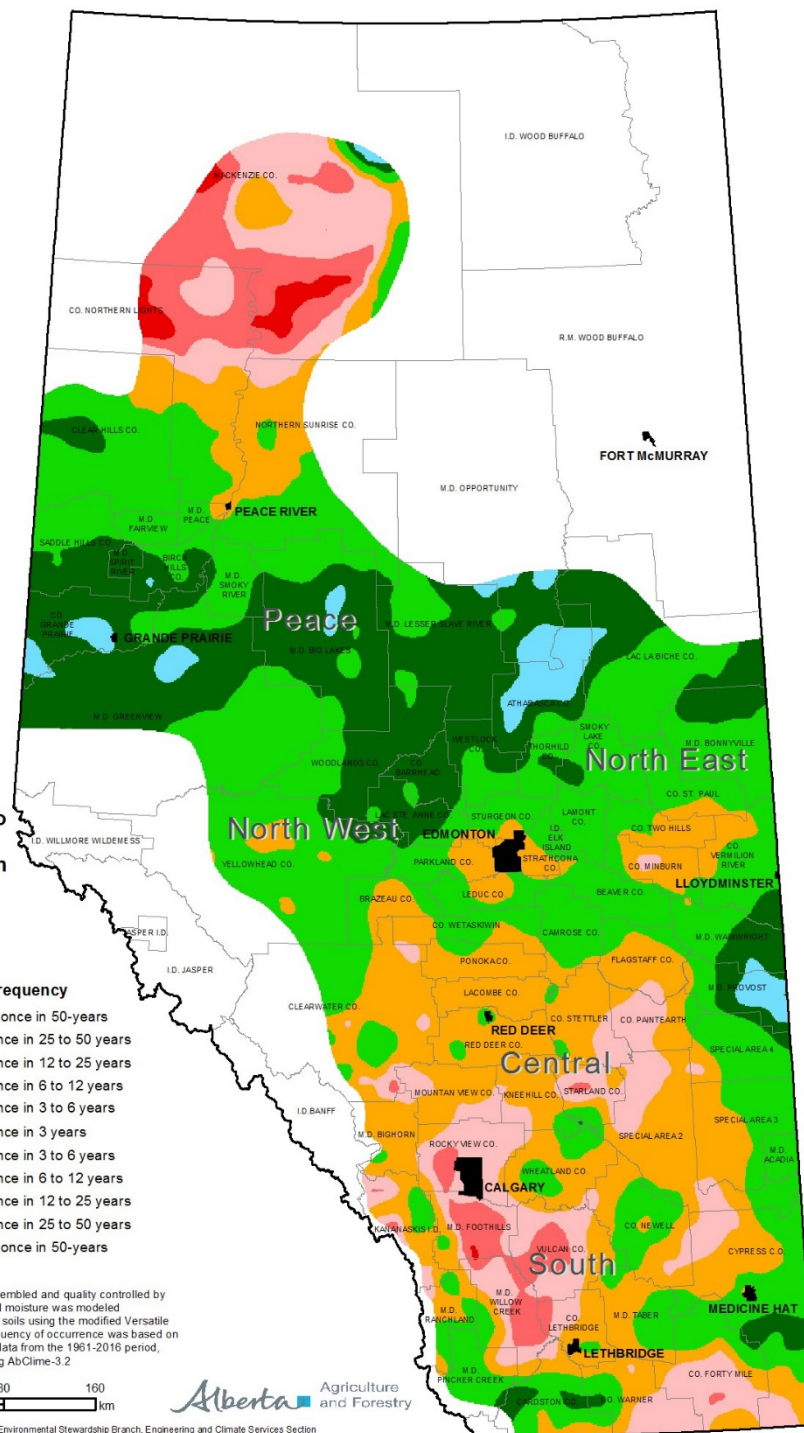 I.D. WOOD BUFFALO
MACKENZIE CO.
CO. NORTHERN LIGHTS
R.M. WOOD BUFFALO
CLEAR HILLS CO.
NORTHERN SUNRISE CO.
FORT McMURRAY
M.D. OPPORTUNITY
PEACE RIVER
M.D.
PEACE
M.D.
FAIRVIEW
SADDLE HILLS CO.
M.D.
SPIRIT
RIVER
BIRCH
HILLS
CO.
M.D.
SMOKY
RIVER
CO.
GRANDE
PRAIRIE
GRANDE PRAIRIE
Peace
M.D. LESSER SLAVE RIVER
M.D. BIG LAKES
LAC LA BICHE CO.
M.D. GREENVIEW
ATHABASCA CO.
WOODLANDS CO.
CO.
BARRHEAD
WESTLOCK
CO.
THORHILD
CO.
SMOKY
LAKE
CO.
M.D. BONNYVILLE
North East
CO. ST. PAUL
LAC STE. ANNE CO.
STURGEON CO.
LAMONT
CO.
I.D.
ELK
ISLAND
CO. TWO HILLS
North West
EDMONTON
I.D. WILLMORE WILDERNESS
YELLOWHEAD CO.
PARKLAND CO.
STRATHCONA
CO.
CO. MINBURN
CO.
VERMILION
RIVER
LLOYDMINSTER
LEDUC CO.
BEAVER CO.
BRAZEAU CO.
CO. WETASKIWIN
CAMROSE CO.
M.D. WAINWRIGHT
JASPER I.D.
I.D. JASPER
PONOKA CO.
FLAGSTAFF CO.
M.D. PROVOST
LACOMBE CO.
CLEARWATER CO.
CO. STETTLER
CO. PAINTEARTH
RED DEER
RED DEER CO.
Central
SPECIAL AREA 4
MOUNTAIN VIEW CO.
KNEEHILL CO.
STARLAND CO.
I.D. BANFF
M.D. BIGHORN
SPECIAL AREA 3
SPECIAL AREA 2
ROCKY VIEW CO.
M.D.
ACADIA
WHEATLAND CO.
CALGARY
KANANASKIS I.D.
M.D. FOOTHILLS
CO. NEWELL
VULCAN CO.
CYPRESS CO.
South
M.D.
WILLOW
CREEK
MEDICINE HAT
M.D.
RANCHLAND
CO.
LETHBRIDGE
M.D. TABER
LETHBRIDGE
M.D.
PINCHER CREEK
CO. FORTY MILE
CARDSTON CO.
CO. WARNER
requency
once in 50-years
nce in 25 to 50 years
nce in 12 to 25 years
nce in 6 to 12 years
nce in 3 to 6 years
nce in 3 years
nce in 3 to 6 years
nce in 6 to 12 years
nce in 12 to 25 years
nce in 25 to 50 years
once in 50-years
embled and quality controlled by
l moisture was modeled
soils using the modified Versatile
uency of occurrence was based on
data from the 1961-2016 period,
g AbClime-3.2
80 160
km
Alberta Agriculture
and Forestry
Environmental Stewardship Branch, Engineering and Climate Services Section